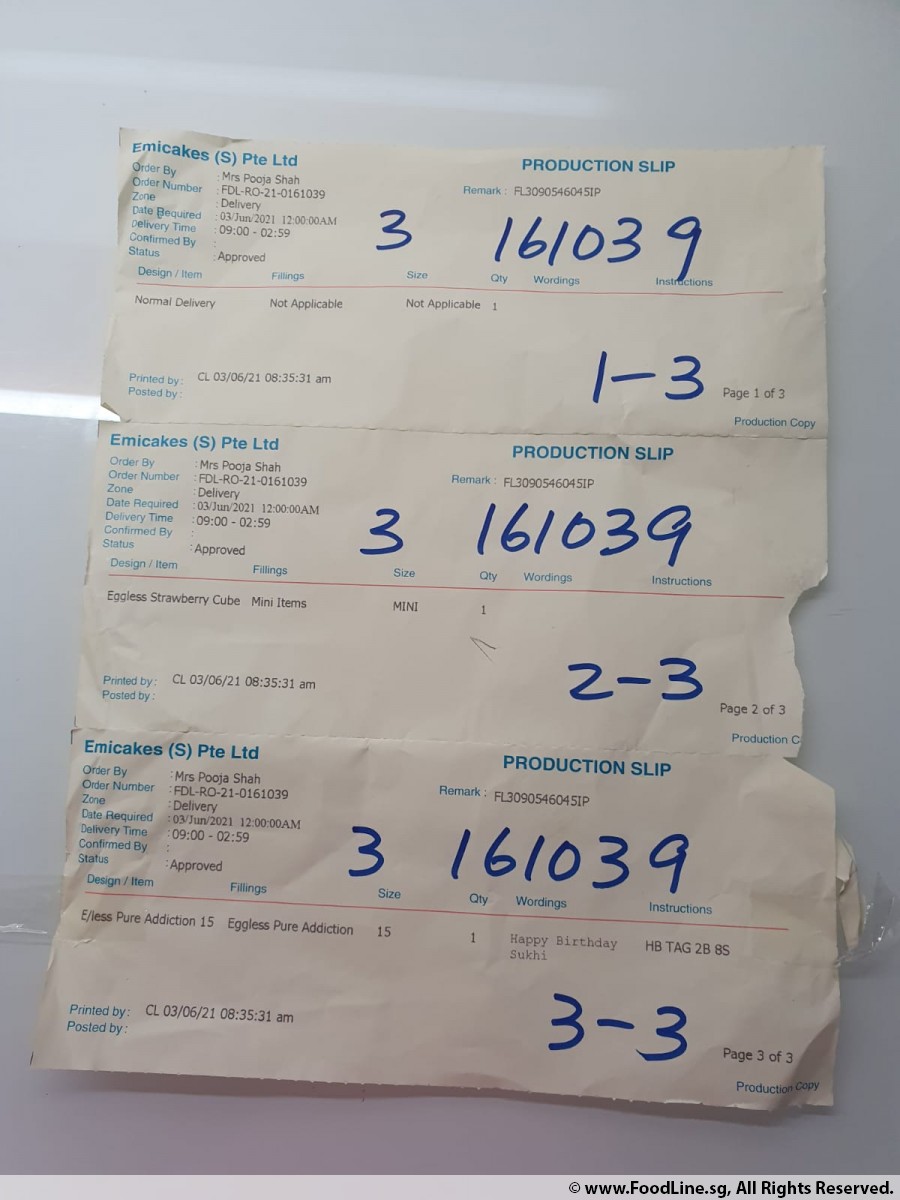 Emicakes (S) Pte Ltd
PRODUCTION SLIP
Order By : Mrs Pooja Shah
Order Number : FDL-RO-21-0161039
Remark : FL3090546045IP
Zone : Delivery
Date Required : 03/Jun/2021 12:00:00AM
Delivery Time : 09:00 - 02:59
Confirmed By :
Status : Approved
3 161039
Design / Item Fillings Size Qty Wordings Instructions
Normal Delivery Not Applicable Not Applicable 1
1-3
Printed by: CL 03/06/21 08:35:31 am
Posted by :
Page 1 of 3
Production Copy
Emicakes (S) Pte Ltd
PRODUCTION SLIP
Order By : Mrs Pooja Shah
Order Number : FDL-RO-21-0161039
Remark : FL3090546045IP
Zone : Delivery
Date Required : 03/Jun/2021 12:00:00AM
Delivery Time : 09:00 - 02:59
Confirmed By :
Status : Approved
3 161039
Design / Item Fillings Size Qty Wordings Instructions
Eggless Strawberry Cube Mini Items MINI 1
2-3
Printed by: CL 03/06/21 08:35:31 am
Posted by :
Page 2 of 3
Production C
Emicakes (S) Pte Ltd
PRODUCTION SLIP
Order By : Mrs Pooja Shah
Order Number : FDL-RO-21-0161039
Remark : FL3090546045IP
Zone : Delivery
Date Required : 03/Jun/2021 12:00:00AM
Delivery Time : 09:00 - 02:59
Confirmed By :
Status : Approved
3 161039
Design / Item Fillings Size Qty Wordings Instructions
E/less Pure Addiction 15 Eggless Pure Addiction 15 1 Happy Birthday HB TAG 2B 8S
Sukhi
3-3
Printed by: CL 03/06/21 08:35:31 am
Posted by :
Page 3 of 3
Production Copy
© www.FoodLine.sg, All Rights Reserved.